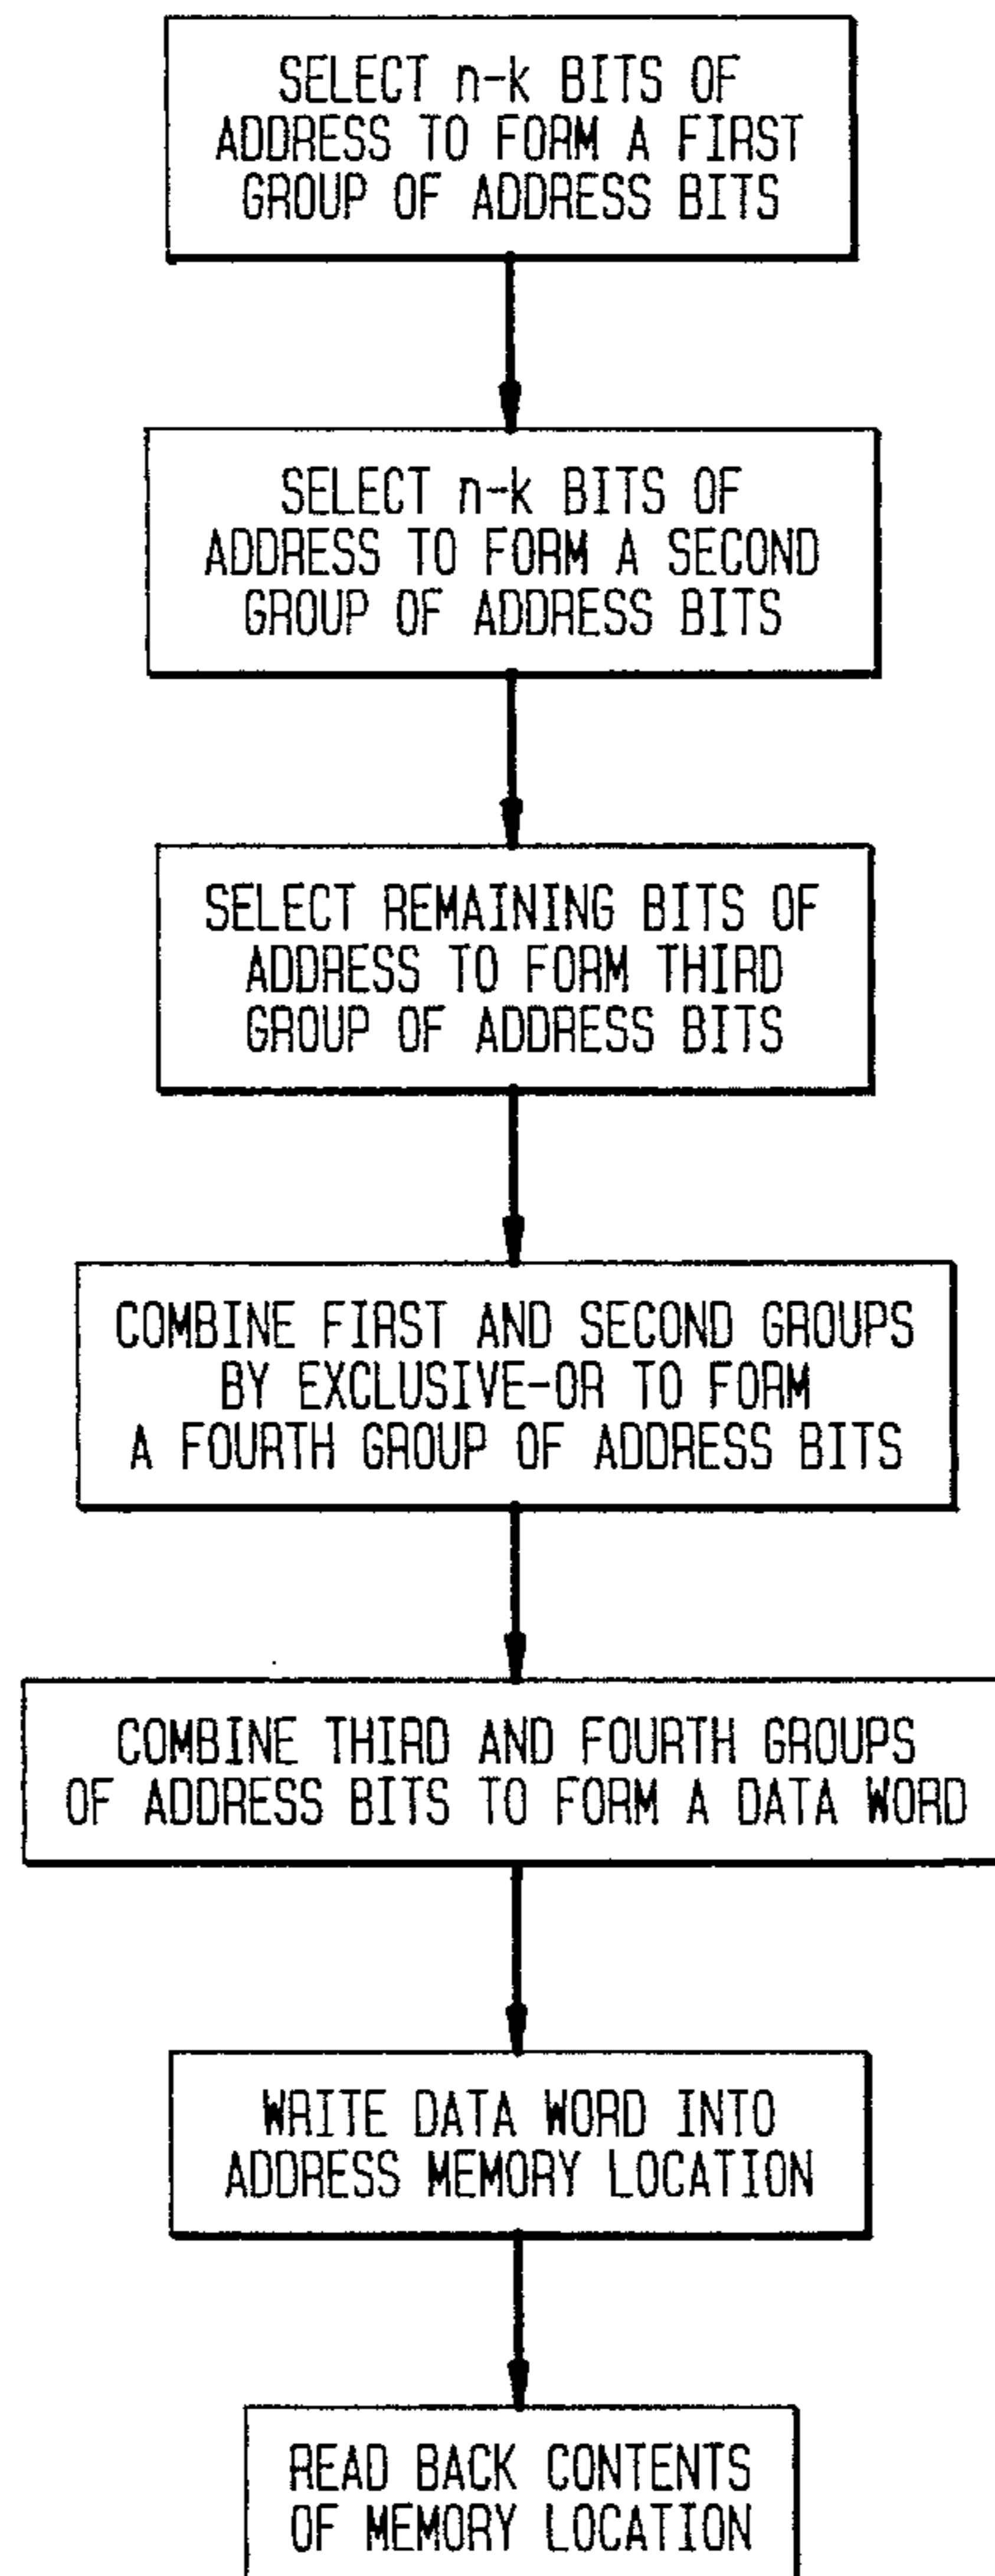 SELECT n-k BITS OF
ADDRESS TO FORM A FIRST
GROUP OF ADDRESS BITS
SELECT n-k BITS OF
ADDRESS TO FORM A SECOND
GROUP OF ADDRESS BITS
SELECT REMAINING BITS OF
ADDRESS TO FORM THIRD
GROUP OF ADDRESS BITS
COMBINE FIRST AND SECOND GROUPS
BY EXCLUSIVE-OR TO FORM
A FOURTH GROUP OF ADDRESS BITS
COMBINE THIRD AND FOURTH GROUPS
OF ADDRESS BITS TO FORM A DATA WORD
WRITE DATA WORD INTO
ADDRESS MEMORY LOCATION
READ BACK CONTENTS
OF MEMORY LOCATION